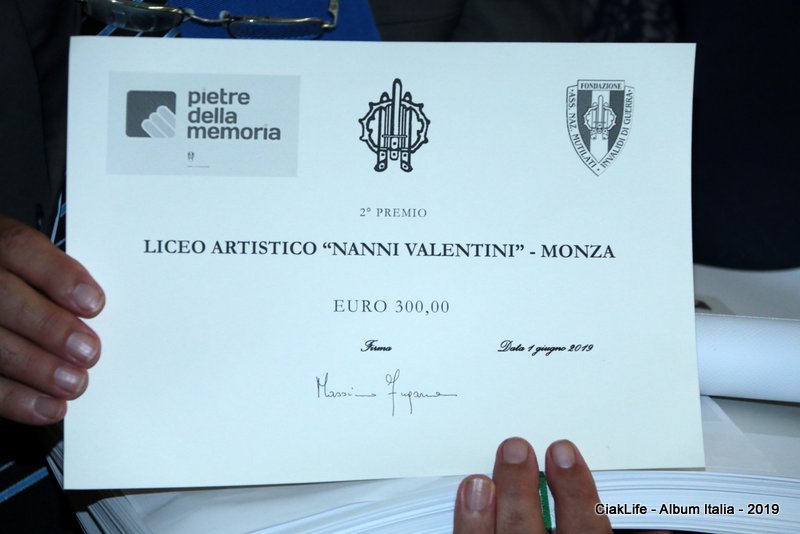 pietre
della
memoria
FONDAZIONE
ASS. NAZ. MUTILATI
INVALIDI DI GUERRA
2° PREMIO
LICEO ARTISTICO “NANNI VALENTINI” - MONZA
EURO 300,00
Firma
Data 1 giugno 2019
Massimo
CiakLife - Album Italia - 2019